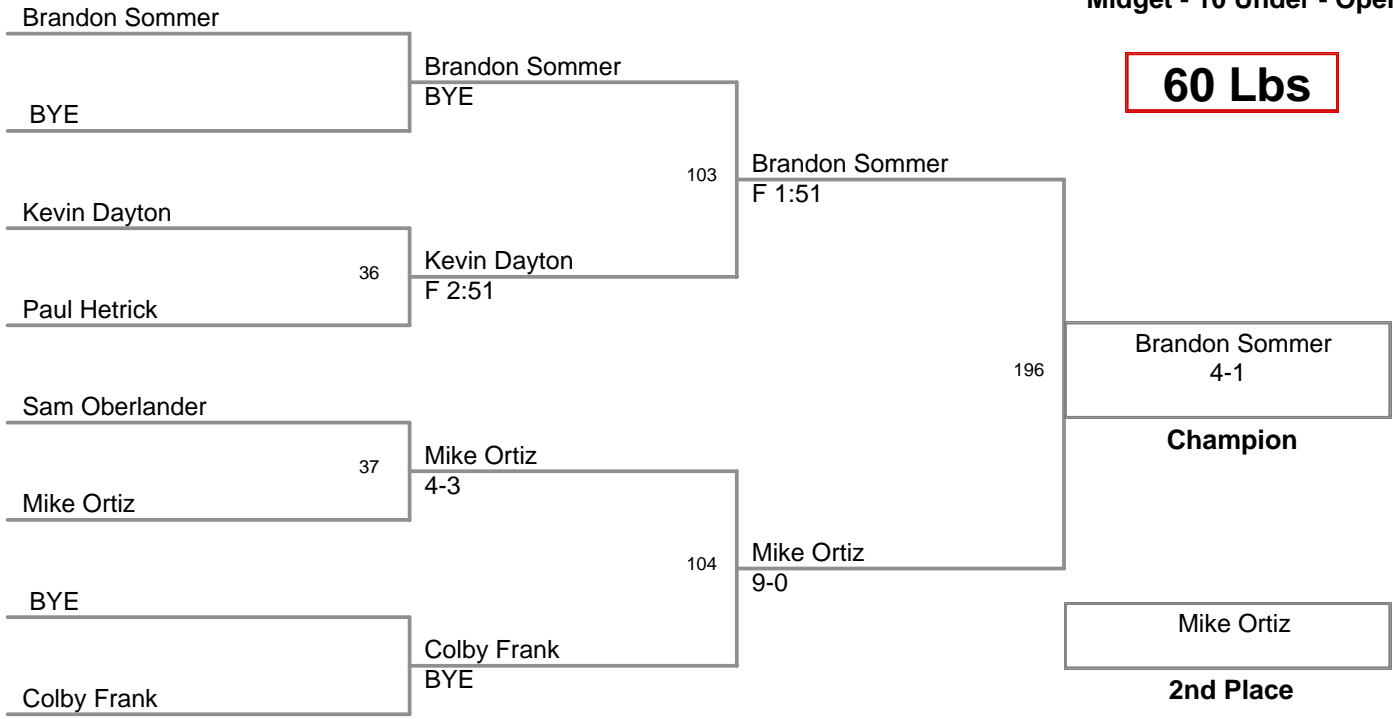 Midget - 10 Under - Ope
60 Lbs
Brandon Sommer
BYE
Kevin Dayton
36
Paul Hetrick
Sam Oberlander
37
Mike Ortiz
BYE
Colby Frank
Brandon Sommer
BYE
103
Kevin Dayton
F 2:51
Mike Ortiz
4-3
104
Colby Frank
BYE
Brandon Sommer
F 1:51
196
Mike Ortiz
9-0
Brandon Sommer
4-1
Champion
Mike Ortiz
2nd Place